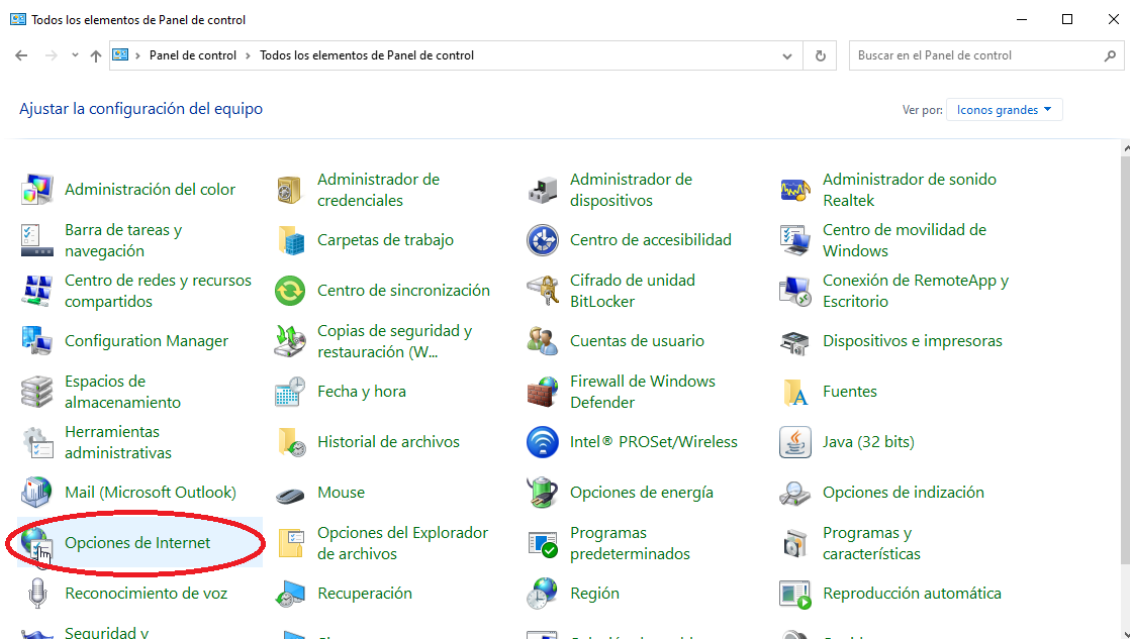 Todos los elementos de Panel de control
Panel de control > Todos los elementos de Panel de control
Buscar en el Panel de control
Ajustar la configuración del equipo
Ver por: Iconos grandes
Administración del color
Administrador de
credenciales
Administrador de
dispositivos
Administrador de sonido
Realtek
Barra de tareas y
navegación
Carpetas de trabajo
Centro de accesibilidad
Centro de movilidad de
Windows
Centro de redes y recursos
compartidos
Centro de sincronización
Cifrado de unidad
BitLocker
Conexión de RemoteApp y
Escritorio
Configuration Manager
Copias de seguridad y
restauración (W...
Cuentas de usuario
Dispositivos e impresoras
Espacios de
almacenamiento
Fecha y hora
Firewall de Windows
Defender
Fuentes
Herramientas
administrativas
Historial de archivos
Intel® PROSet/Wireless
Java (32 bits)
Mail (Microsoft Outlook)
Mouse
Opciones de energía
Opciones de indización
Opciones de Internet
Opciones del Explorador
de archivos
Programas
predeterminados
Programas y
características
Reconocimiento de voz
Recuperación
Región
Reproducción automática
Seguridad y